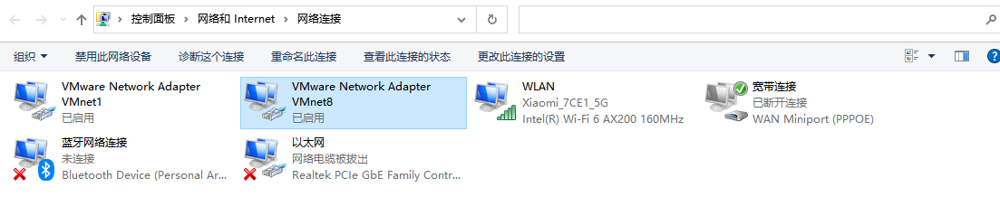 控制面板 > 网络和 Internet > 网络连接
组织 禁用此网络设备 诊断这个连接 重命名此连接 查看此连接的状态 更改此连接的设置
VMware Network Adapter
VMnet1
已启用
VMware Network Adapter
VMnet8
已启用
WLAN
Xiaomi_7CE1_5G
Intel(R) Wi-Fi 6 AX200 160MHz
宽带连接
已断开连接
WAN Miniport (PPPOE)
蓝牙网络连接
未连接
Bluetooth Device (Personal Ar...
以太网
网络电缆被拔出
Realtek PCIe GbE Family Contr...